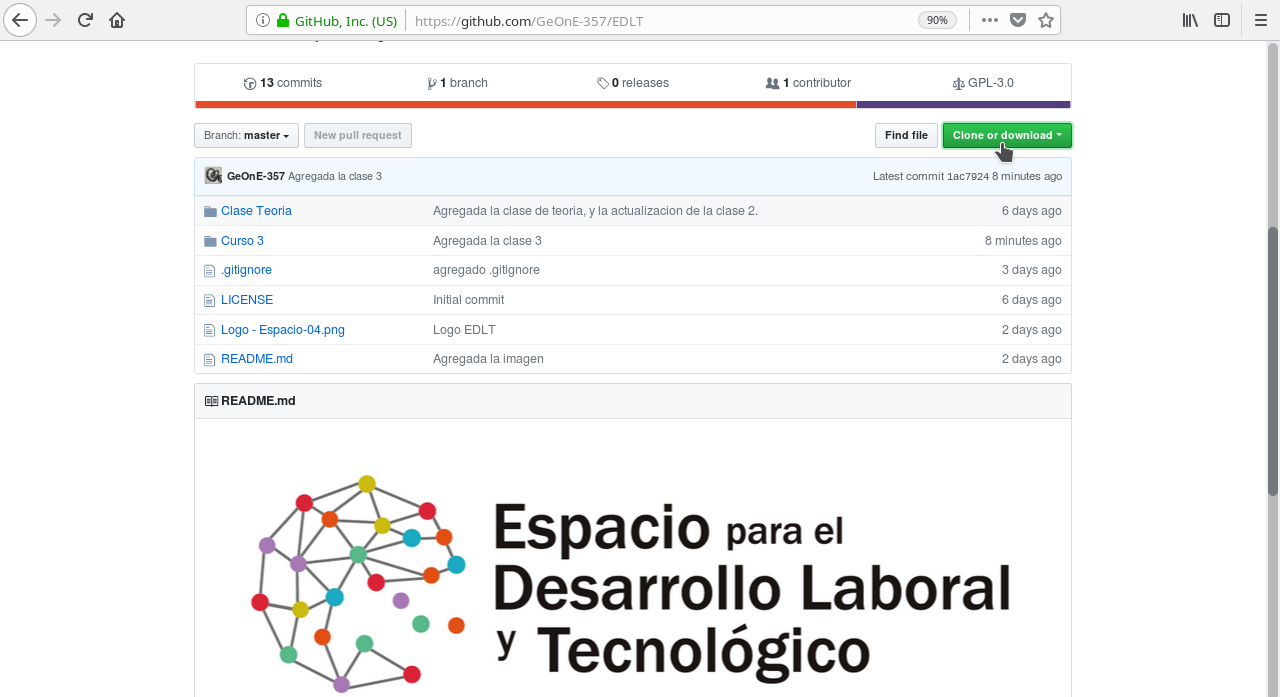 GitHub, Inc. (US) https://github.com/GeOnE-357/EDLT 90%
13 commits 1 branch 0 releases 1 contributor GPL-3.0
Branch: master New pull request Find file Clone or download
GeOnE-357 Agregada la clase 3 Latest commit 1ac7924 8 minutes ago
Clase Teoria Agregada la clase de teoria, y la actualizacion de la clase 2. 6 days ago
Curso 3 Agregada la clase 3 8 minutes ago
.gitignore agregado .gitignore 3 days ago
LICENSE Initial commit 6 days ago
Logo - Espacio-04.png Logo EDLT 2 days ago
README.md Agregada la imagen 2 days ago
README.md
Espacio para el
Desarrollo Laboral
y Tecnológico